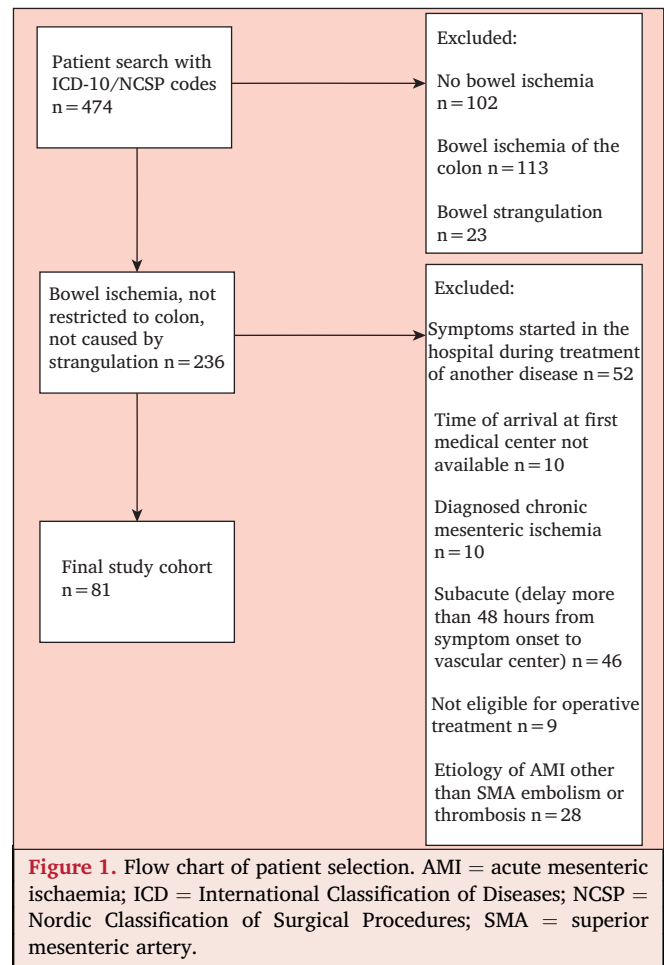 Patient search with
ICD-10/NCSP codes
n = 474
Excluded:
No bowel ischemia
n = 102
Bowel ischemia of the
colon n = 113
Bowel strangulation
n = 23
Bowel ischemia, not
restricted to colon,
not caused by
strangulation n = 236
Excluded:
Symptoms started in the
hospital during treatment
of another disease n = 52
Time of arrival at first
medical center not
available n = 10
Diagnosed chronic
mesenteric ischemia
n = 10
Subacute (delay more
than 48 hours from
symptom onset to
vascular center) n = 46
Not eligible for operative
treatment n = 9
Etiology of AMI other
than SMA embolism or
thrombosis n = 28
Final study cohort
n = 81
Figure 1. Flow chart of patient selection. AMI = acute mesenteric
ischaemia; ICD = International Classification of Diseases; NCSP =
Nordic Classification of Surgical Procedures; SMA = superior
mesenteric artery.